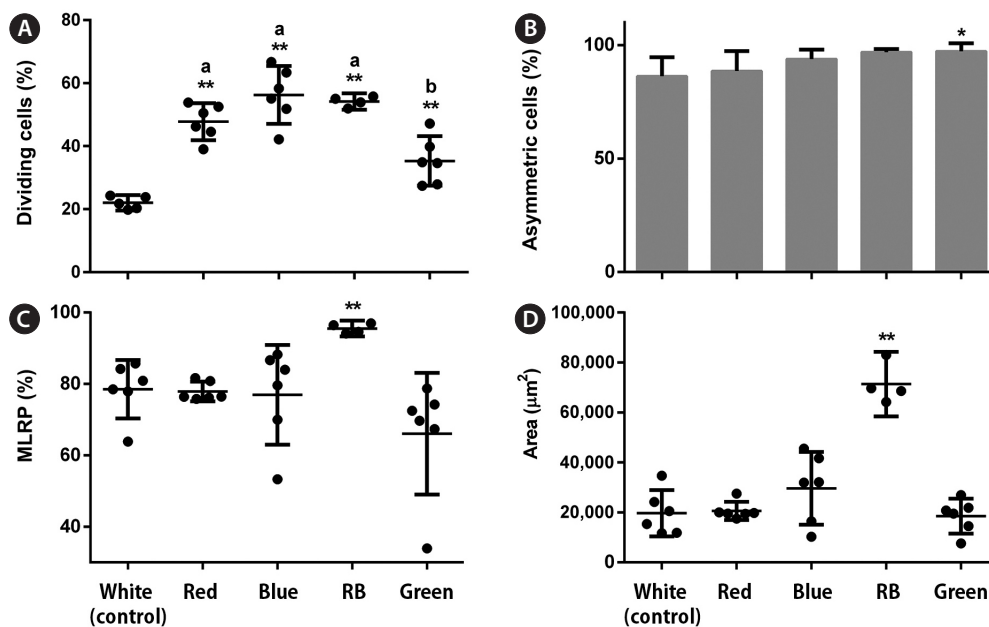 A
Dividing cells (%)
80
60
40
20
0
a
**
a
**
a
**
b
**
B
Asymmetric cells (%)
100
50
0
*
C
MLRP (%)
100
80
60
40
**
White
(control)
Red
Blue
RB
Green
D
Area (μm²)
100,000
80,000
60,000
40,000
20,000
0
**
White
(control)
Red
Blue
RB
Green